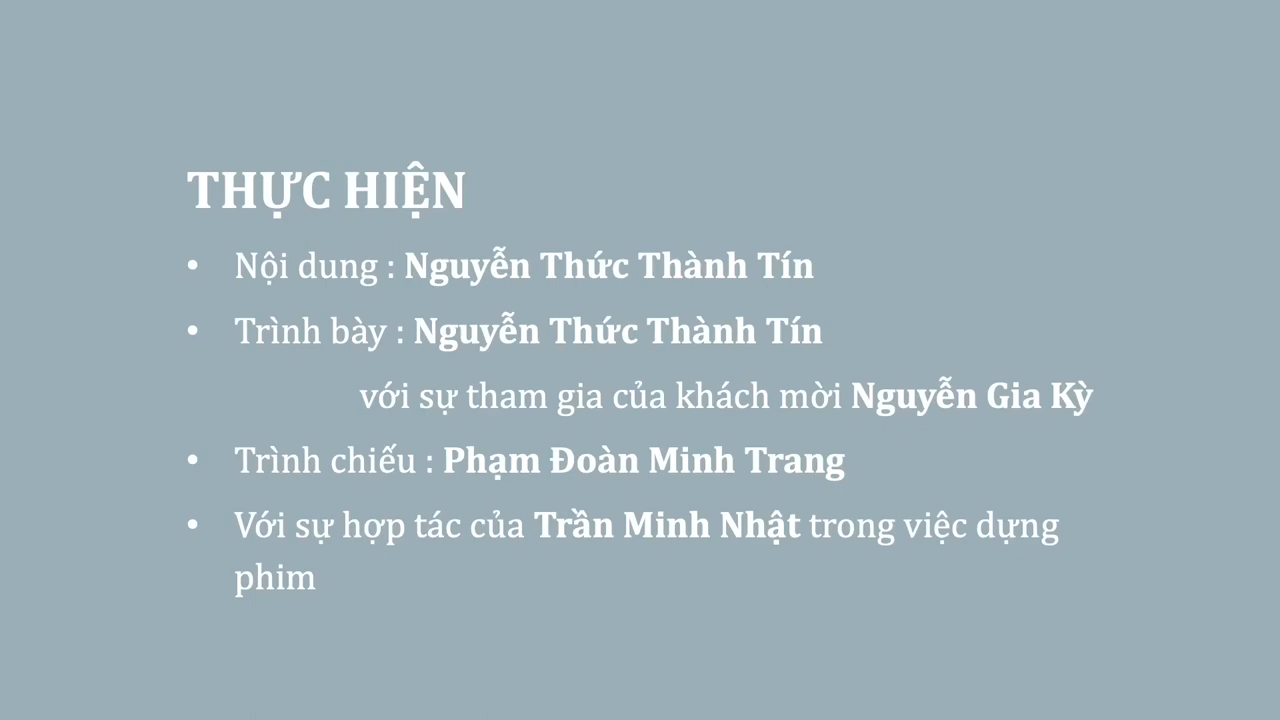 THỰC HIỆN
• Nội dung : Nguyễn Thức Thành Tín
• Trình bày : Nguyễn Thức Thành Tín
với sự tham gia của khách mời Nguyễn Gia Kỳ
• Trình chiếu : Phạm Đoàn Minh Trang
• Với sự hợp tác của Trần Minh Nhật trong việc dựng
phim